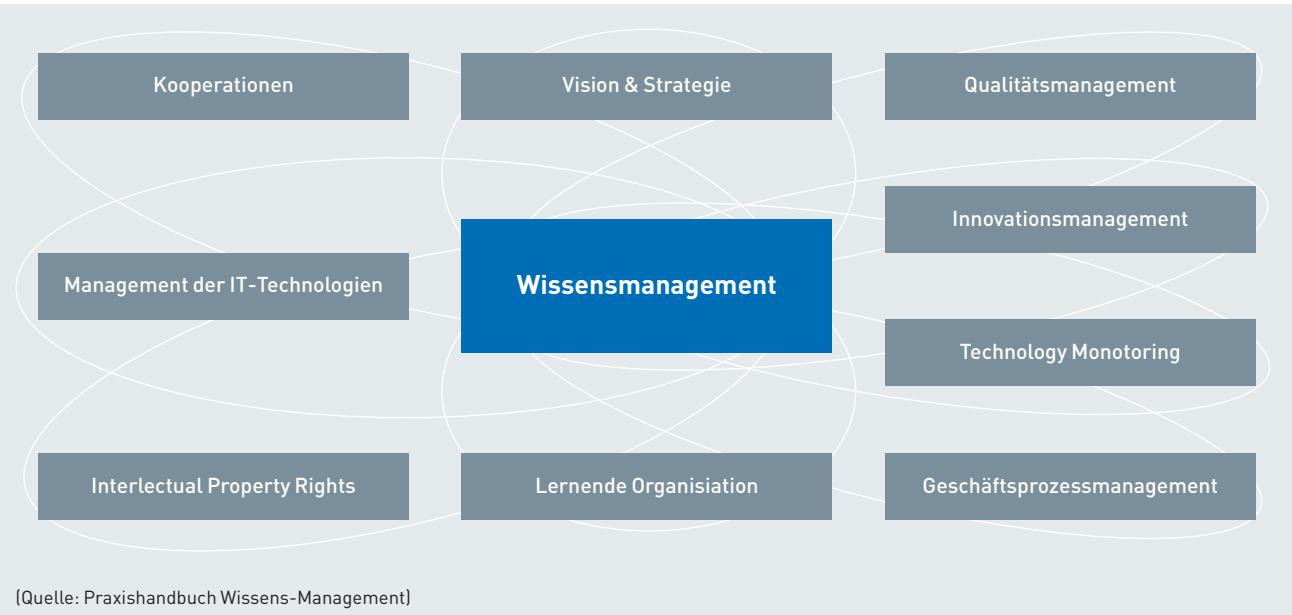 Kooperationen
Vision & Strategie
Qualitätsmanagement
Innovationsmanagement
Wissensmanagement
Management der IT-Technologien
Technology Monotoring
Interlectual Property Rights
Lernende Organisiation
Geschäftsprozessmanagement
(Quelle: Praxishandbuch Wissens-Management)